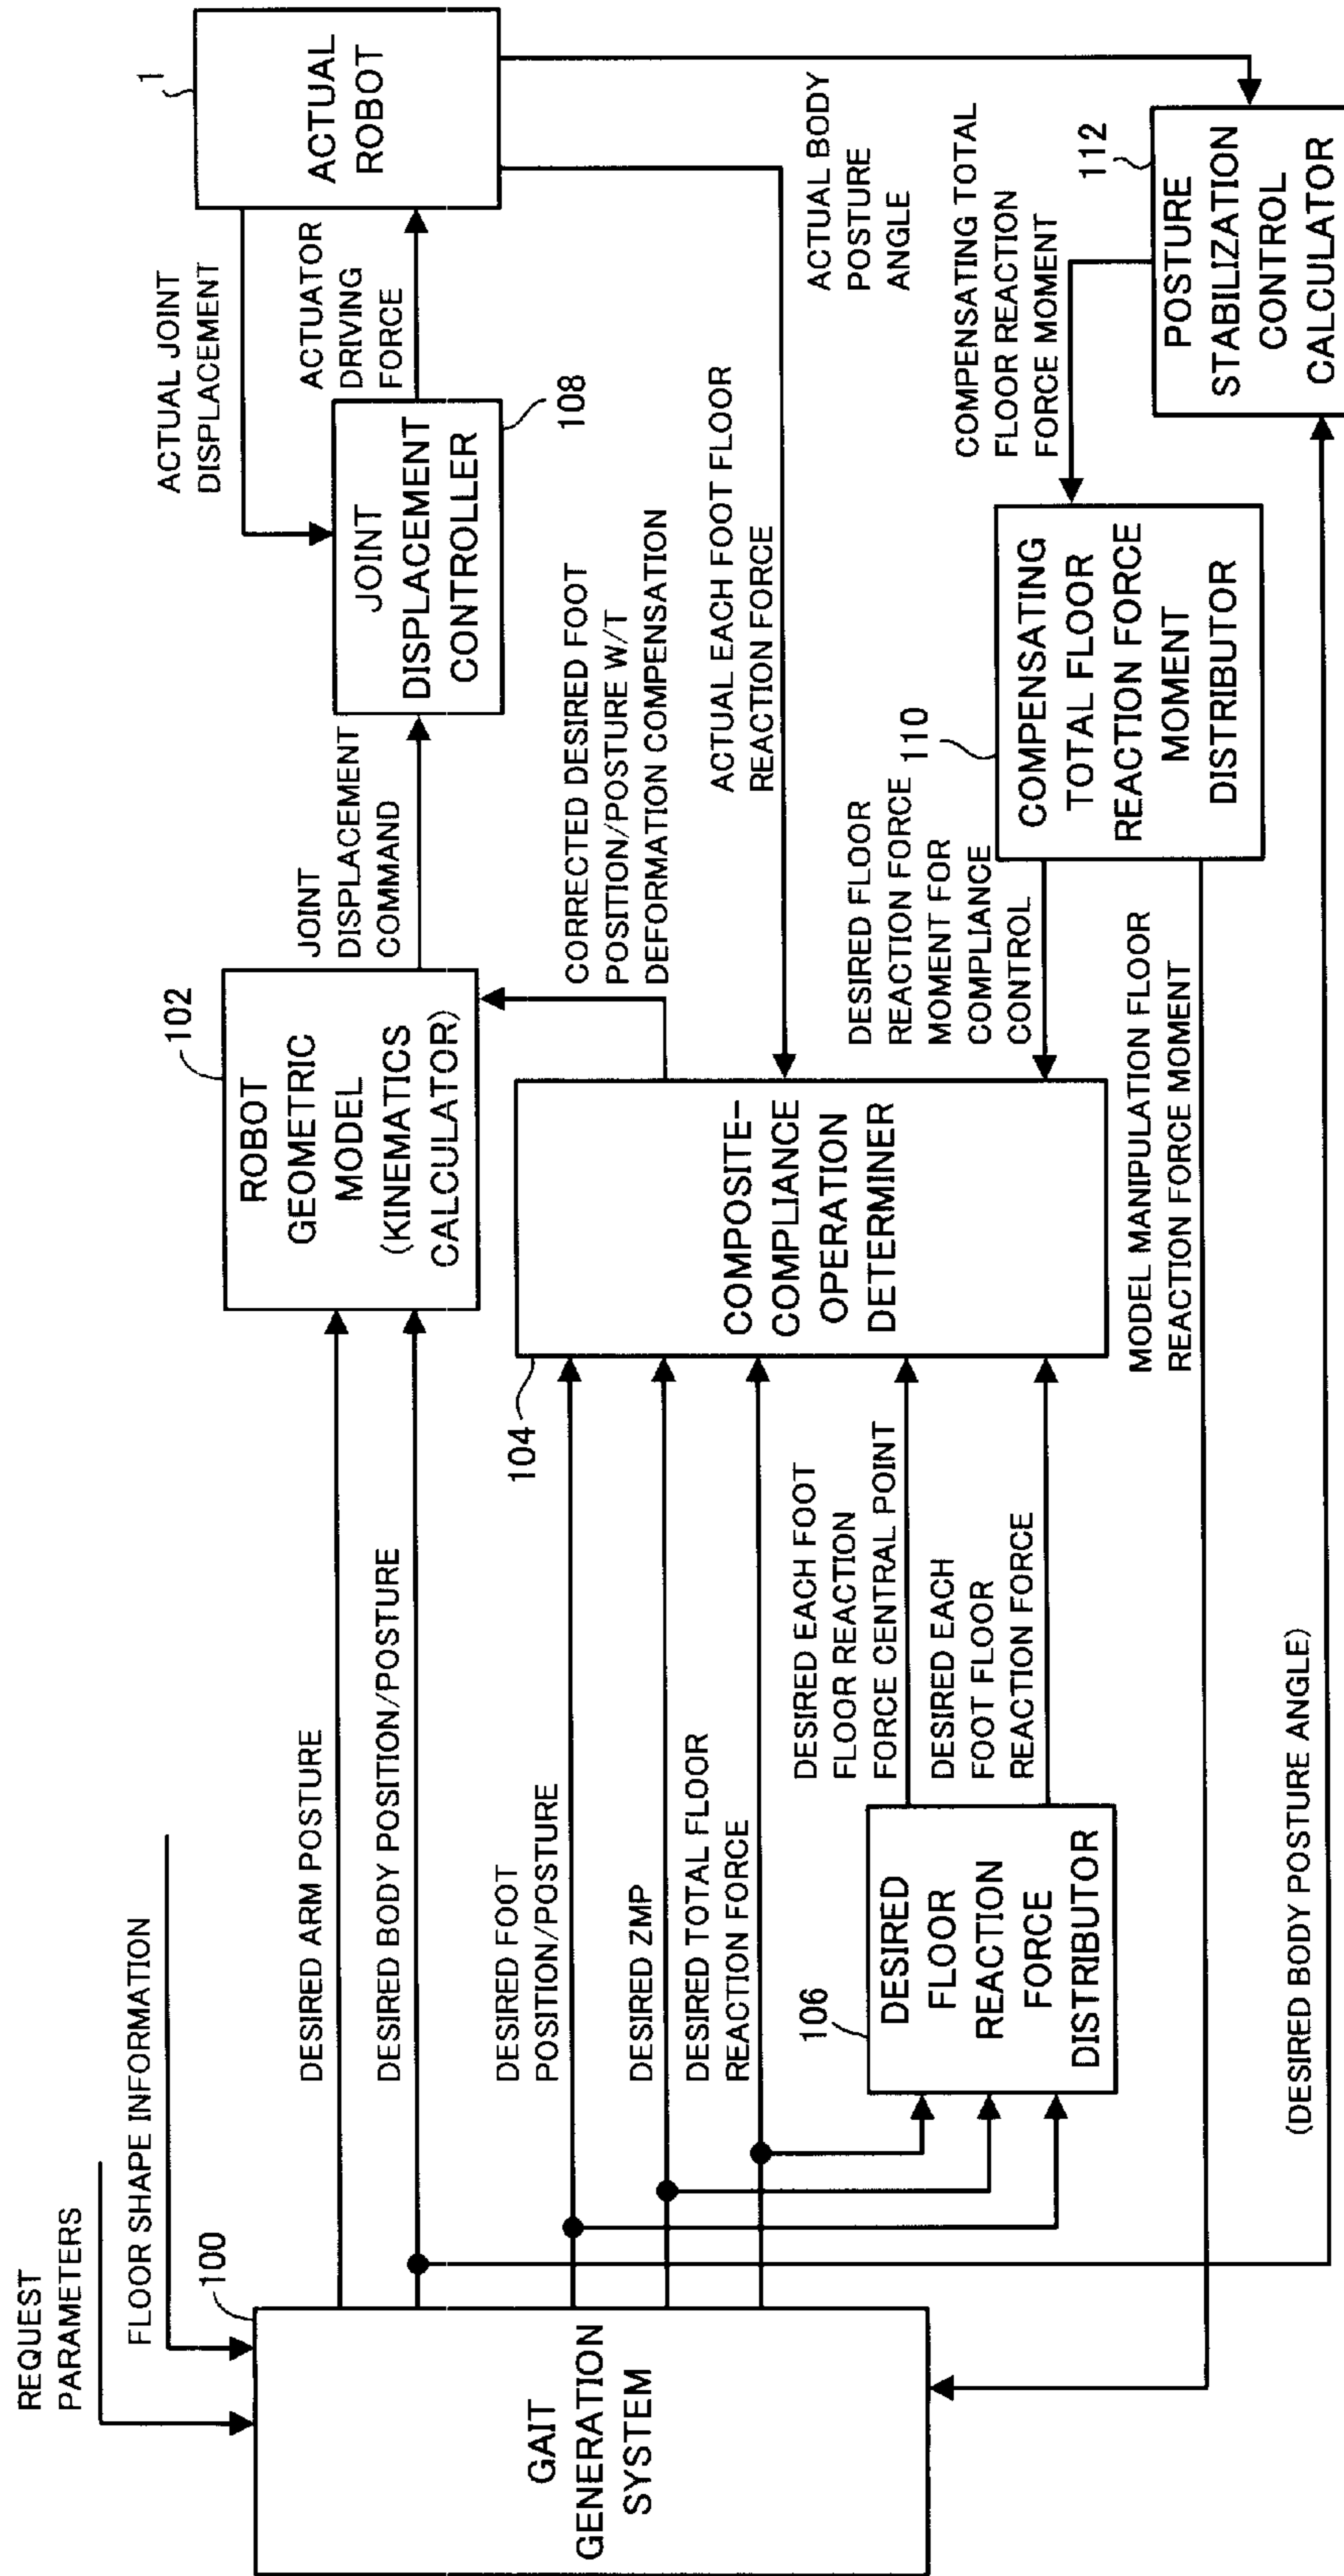 REQUEST
PARAMETERS
FLOOR SHAPE INFORMATION
100
GAIT
GENERATION
SYSTEM
DESIRED ARM POSTURE
DESIRED BODY POSITION/POSTURE
DESIRED FOOT
POSITION/POSTURE
DESIRED ZMP
DESIRED TOTAL FLOOR
REACTION FORCE
106
DESIRED
FLOOR
REACTION
FORCE
DISTRIBUTOR
DESIRED EACH FOOT
FLOOR REACTION
FORCE CENTRAL POINT
DESIRED EACH
FOOT FLOOR
REACTION FORCE
(DESIRED BODY POSTURE ANGLE)
102
ROBOT
GEOMETRIC
MODEL
(KINEMATICS
CALCULATOR)
104
COMPOSITE-
COMPLIANCE
OPERATION
DETERMINER
MODEL MANIPULATION FLOOR
REACTION FORCE MOMENT
JOINT
DISPLACEMENT
COMMAND
CORRECTED DESIRED FOOT
POSITION/POSTURE W/T
DEFORMATION COMPENSATION
ACTUAL EACH FOOT FLOOR
REACTION FORCE
DESIRED FLOOR
REACTION FORCE
MOMENT FOR
COMPLIANCE
CONTROL
110
COMPENSATING
TOTAL FLOOR
REACTION FORCE
MOMENT
DISTRIBUTOR
JOINT
DISPLACEMENT
CONTROLLER
108
ACTUAL JOINT
DISPLACEMENT
ACTUATOR
DRIVING
FORCE
1
ACTUAL
ROBOT
ACTUAL BODY
POSTURE
ANGLE
COMPENSATING TOTAL
FLOOR REACTION
FORCE MOMENT
112
POSTURE
STABILIZATION
CONTROL
CALCULATOR